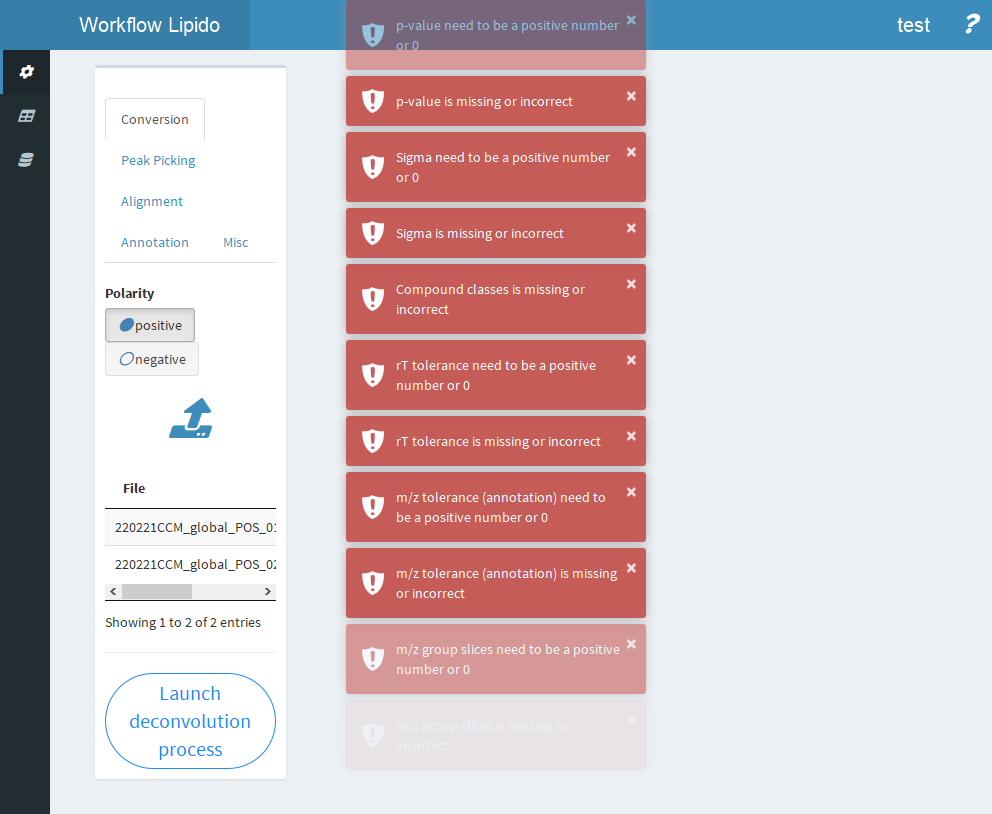 Workflow Lipido
test
?
Conversion
Peak Picking
Alignment
Annotation
Misc
Polarity
positive
negative
File
220221CCM_global_POS_01
220221CCM_global_POS_02
Showing 1 to 2 of 2 entries
Launch
deconvolution
process
p-value need to be a positive number
or 0
×
p-value is missing or incorrect
×
Sigma need to be a positive number
or 0
×
Sigma is missing or incorrect
×
Compound classes is missing or
incorrect
×
rT tolerance need to be a positive
number or 0
×
rT tolerance is missing or incorrect
×
m/z tolerance (annotation) need to
be a positive number or 0
×
m/z tolerance (annotation) is missing
or incorrect
×
m/z group slices need to be a positive
number or 0
×
m/z group slices is missing or
incorrect
×